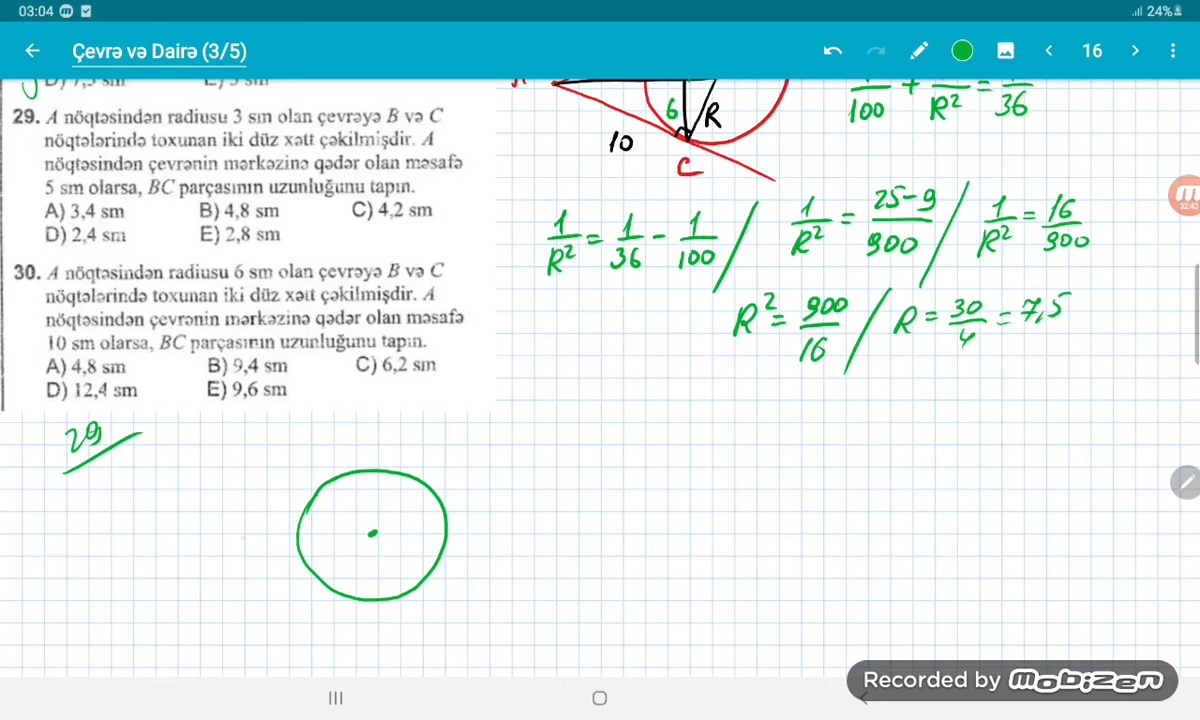 03:04
24%
Çevrə və Dairə (3/5)
16
E) 5 sm
29. A nöqtəsindən radiusu 3 sm olan çevrəyə B və C
nöqtələrində toxunan iki düz xətt çəkilmişdir. A
nöqtəsindən çevrənin mərkəzinə qədər olan məsafə
5 sm olarsa, BC parçasının uzunluğunu tapın.
A) 3,4 sm B) 4,8 sm C) 4,2 sm
D) 2,4 sm E) 2,8 sm
30. A nöqtəsindən radiusu 6 sm olan çevrəyə B və C
nöqtələrində toxunan iki düz xətt çəkilmişdir. A
nöqtəsindən çevrənin mərkəzinə qədər olan məsafə
10 sm olarsa, BC parçasının uzunluğunu tapın.
A) 4,8 sm B) 9,4 sm C) 6,2 sm
D) 12,4 sm E) 9,6 sm
6 R
10
C
1/100 + 1/R² = 1/36
1/R² = 1/36 - 1/100 / 1/R² = 25-9/900 / 1/R² = 16/900
R² = 900/16 / R = 30/4 = 7,5
29
32:43
Recorded by mobizen